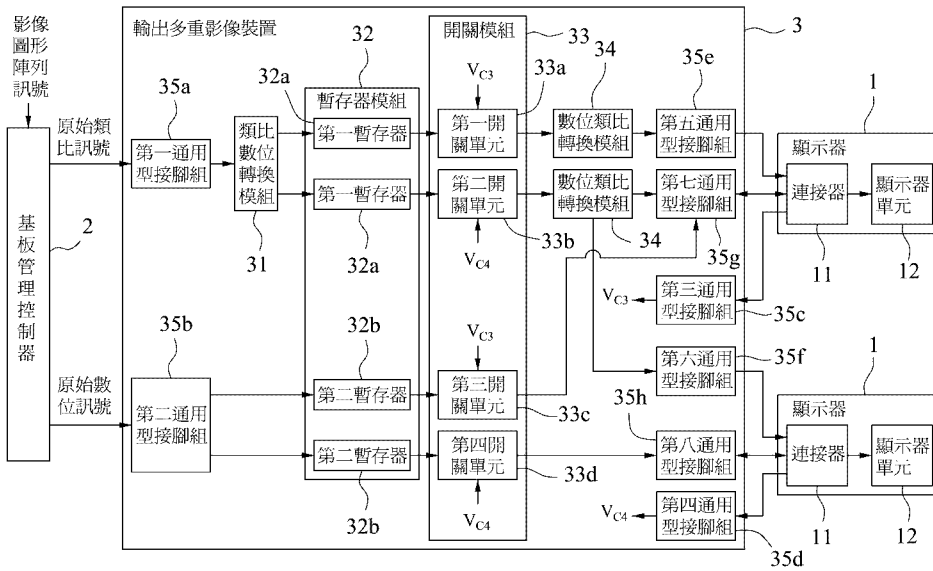 影像
圖形
陣列
訊號
輸出多重影像裝置
開關模組
33
3
32
V_C3
33a
34
35e
35a
32a
暫存器模組
1
原始類
比訊號
第一通用
型接腳組
類比
數位
轉換
模組
第一暫存器
第一開
關單元
數位類比
轉換模組
第五通用
型接腳組
顯示器
連接器
顯示器
單元
第一暫存器
第二開
關單元
數位類比
轉換模組
第七通用
型接腳組
2
31
32a
V_C4
33b
34
35g
11
12
基板管理控制器
V_C3
第三通用
型接腳組
35c
35b
32b
V_C3
第六通用
型接腳組
35f
1
原始數
位訊號
第二通用
型接腳組
第二暫存器
第三開
關單元
33c
35h
顯示器
第二暫存器
第四開
關單元
33d
第八通用
型接腳組
連接器
顯示器
單元
32b
V_C4
V_C4
第四通用
型接腳組
35d
11
12